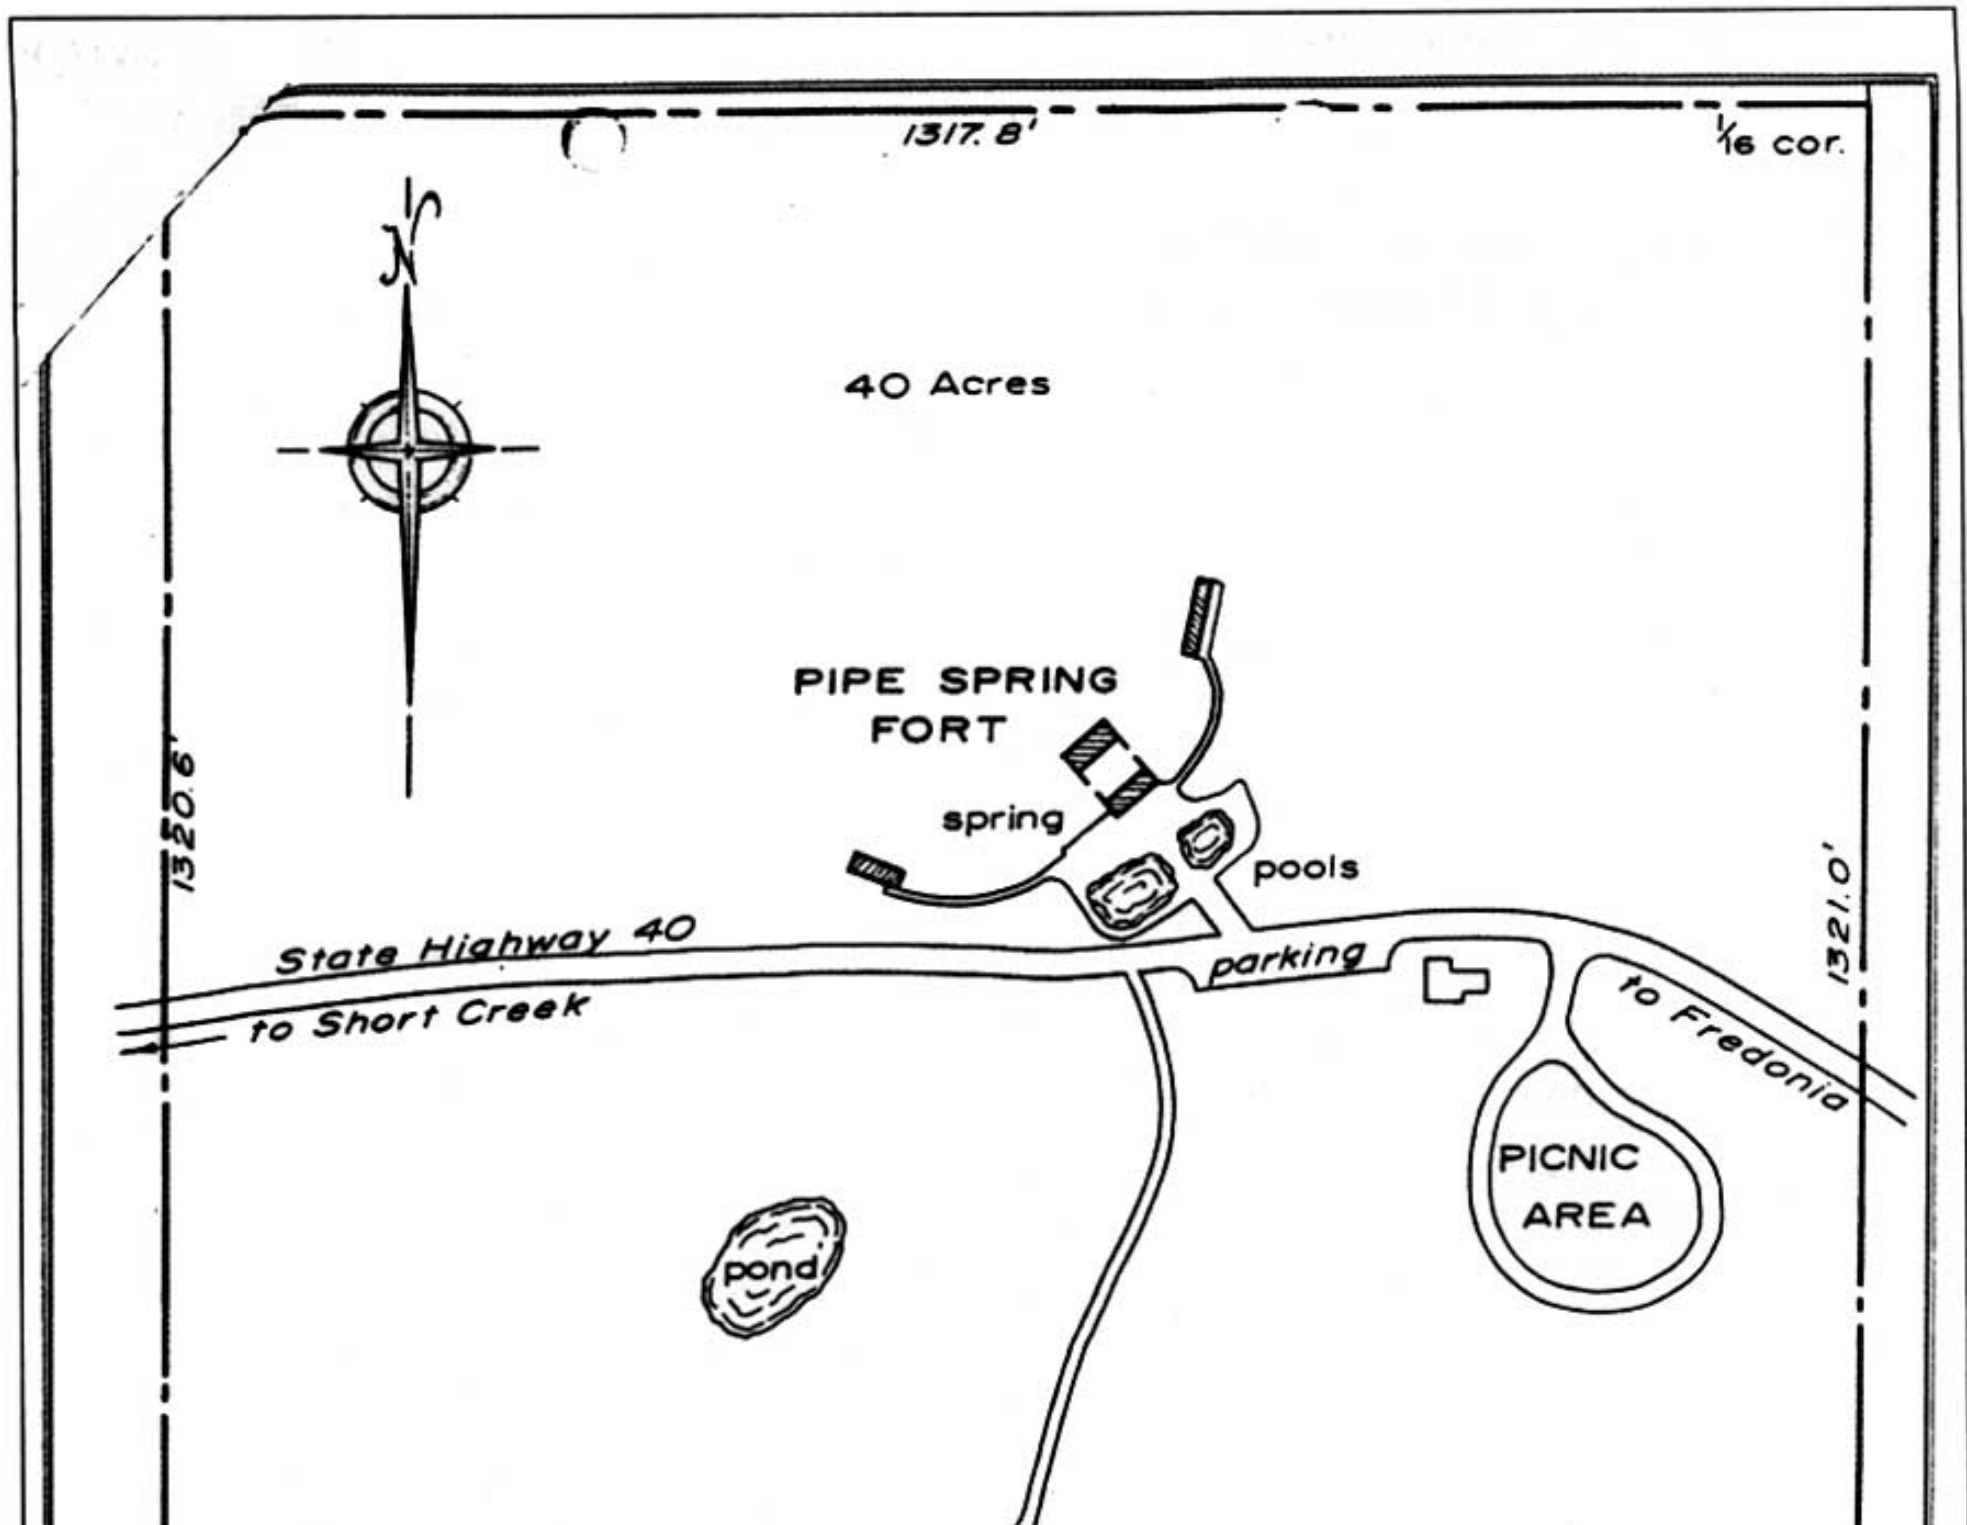 1317.8'
1/16 cor.
N
40 Acres
PIPE SPRING
FORT
1320.6'
spring
pools
1321.0'
State Highway 40
parking
to Short Creek
to Fredonia
PICNIC
AREA
pond